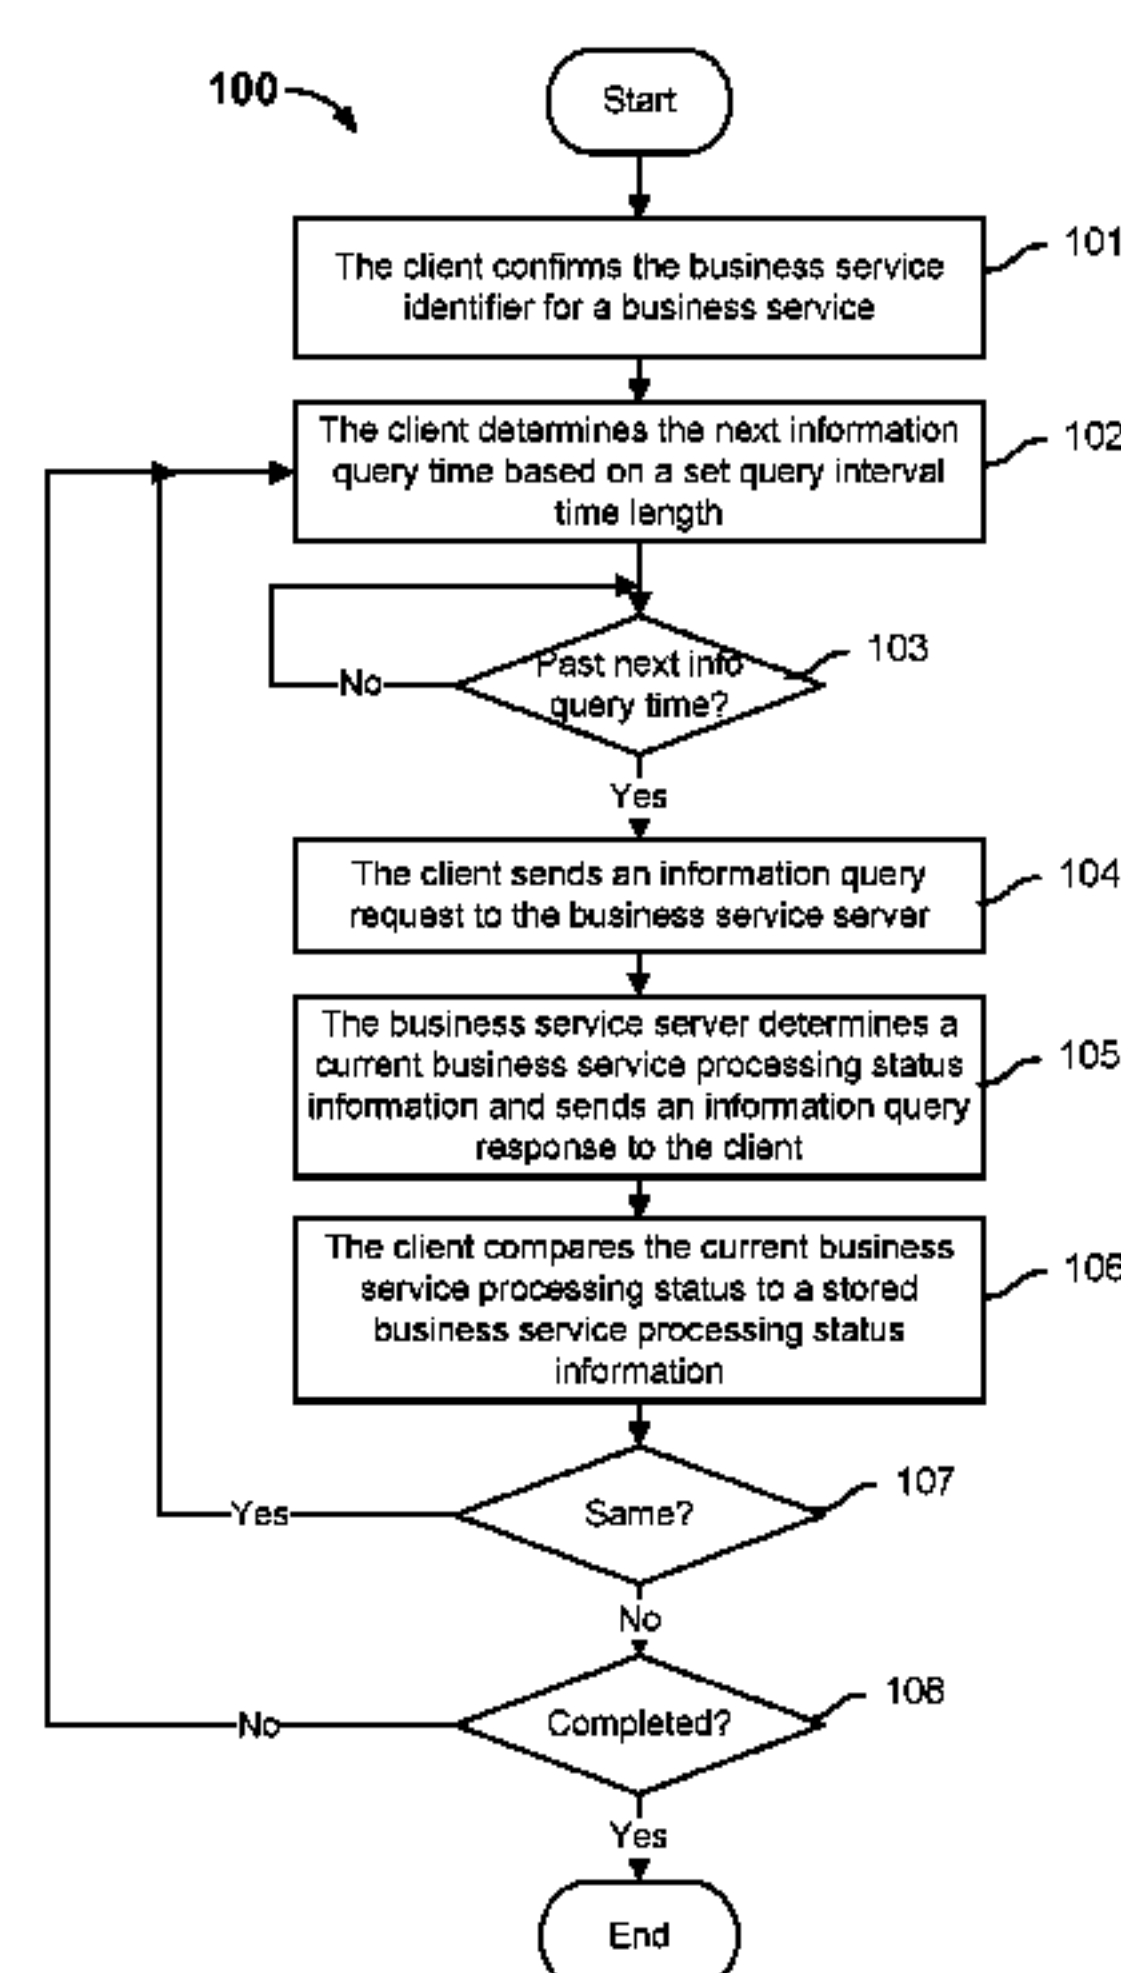 100
Start
The client confirms the business service
identifier for a business service
101
The client determines the next information
query time based on a set query interval
time length
102
Past next info
query time?
103
No
Yes
The client sends an information query
request to the business service server
104
The business service server determines a
current business service processing status
information and sends an information query
response to the client
105
The client compares the current business
service processing status to a stored
business service processing status
information
106
Same?
107
Yes
No
Completed?
108
No
Yes
End